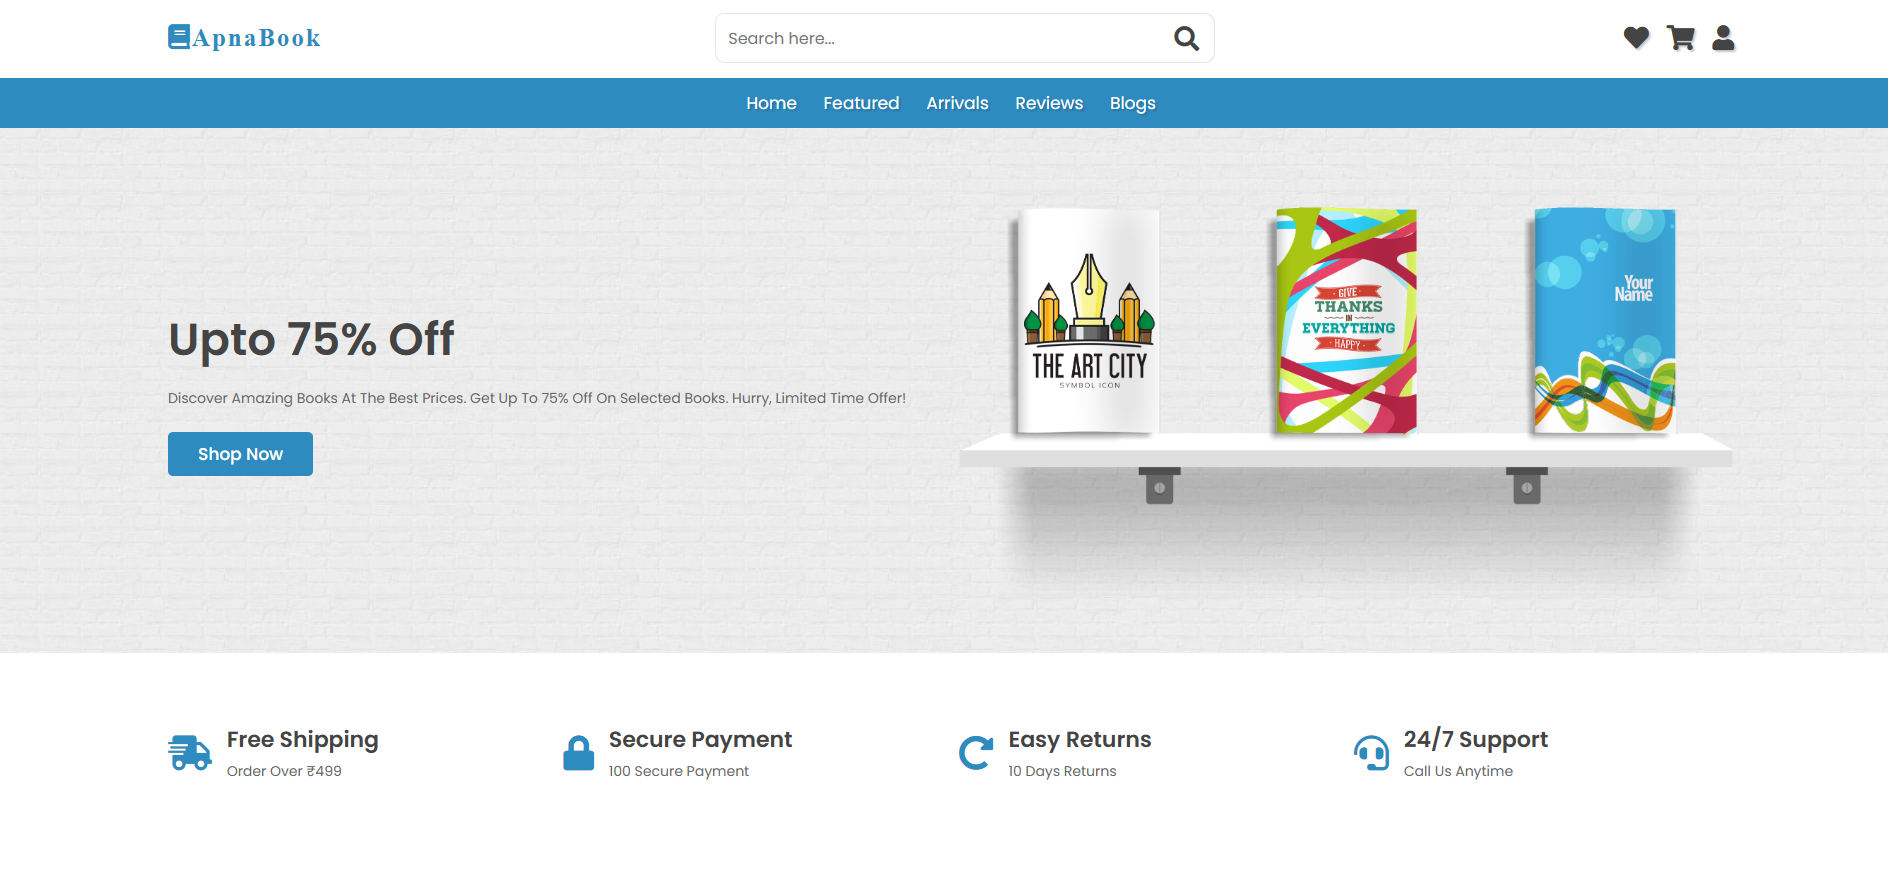 ApnaBook
Search here...
Home Featured Arrivals Reviews Blogs
Upto 75% Off
Discover Amazing Books At The Best Prices. Get Up To 75% Off On Selected Books. Hurry, Limited Time Offer!
Shop Now
THE ART CITY
SYMBOL ICON
GIVE
THANKS
IN
EVERYTHING
HAPPY
Your
Name
Free Shipping
Order Over ₹499
Secure Payment
100 Secure Payment
Easy Returns
10 Days Returns
24/7 Support
Call Us Anytime